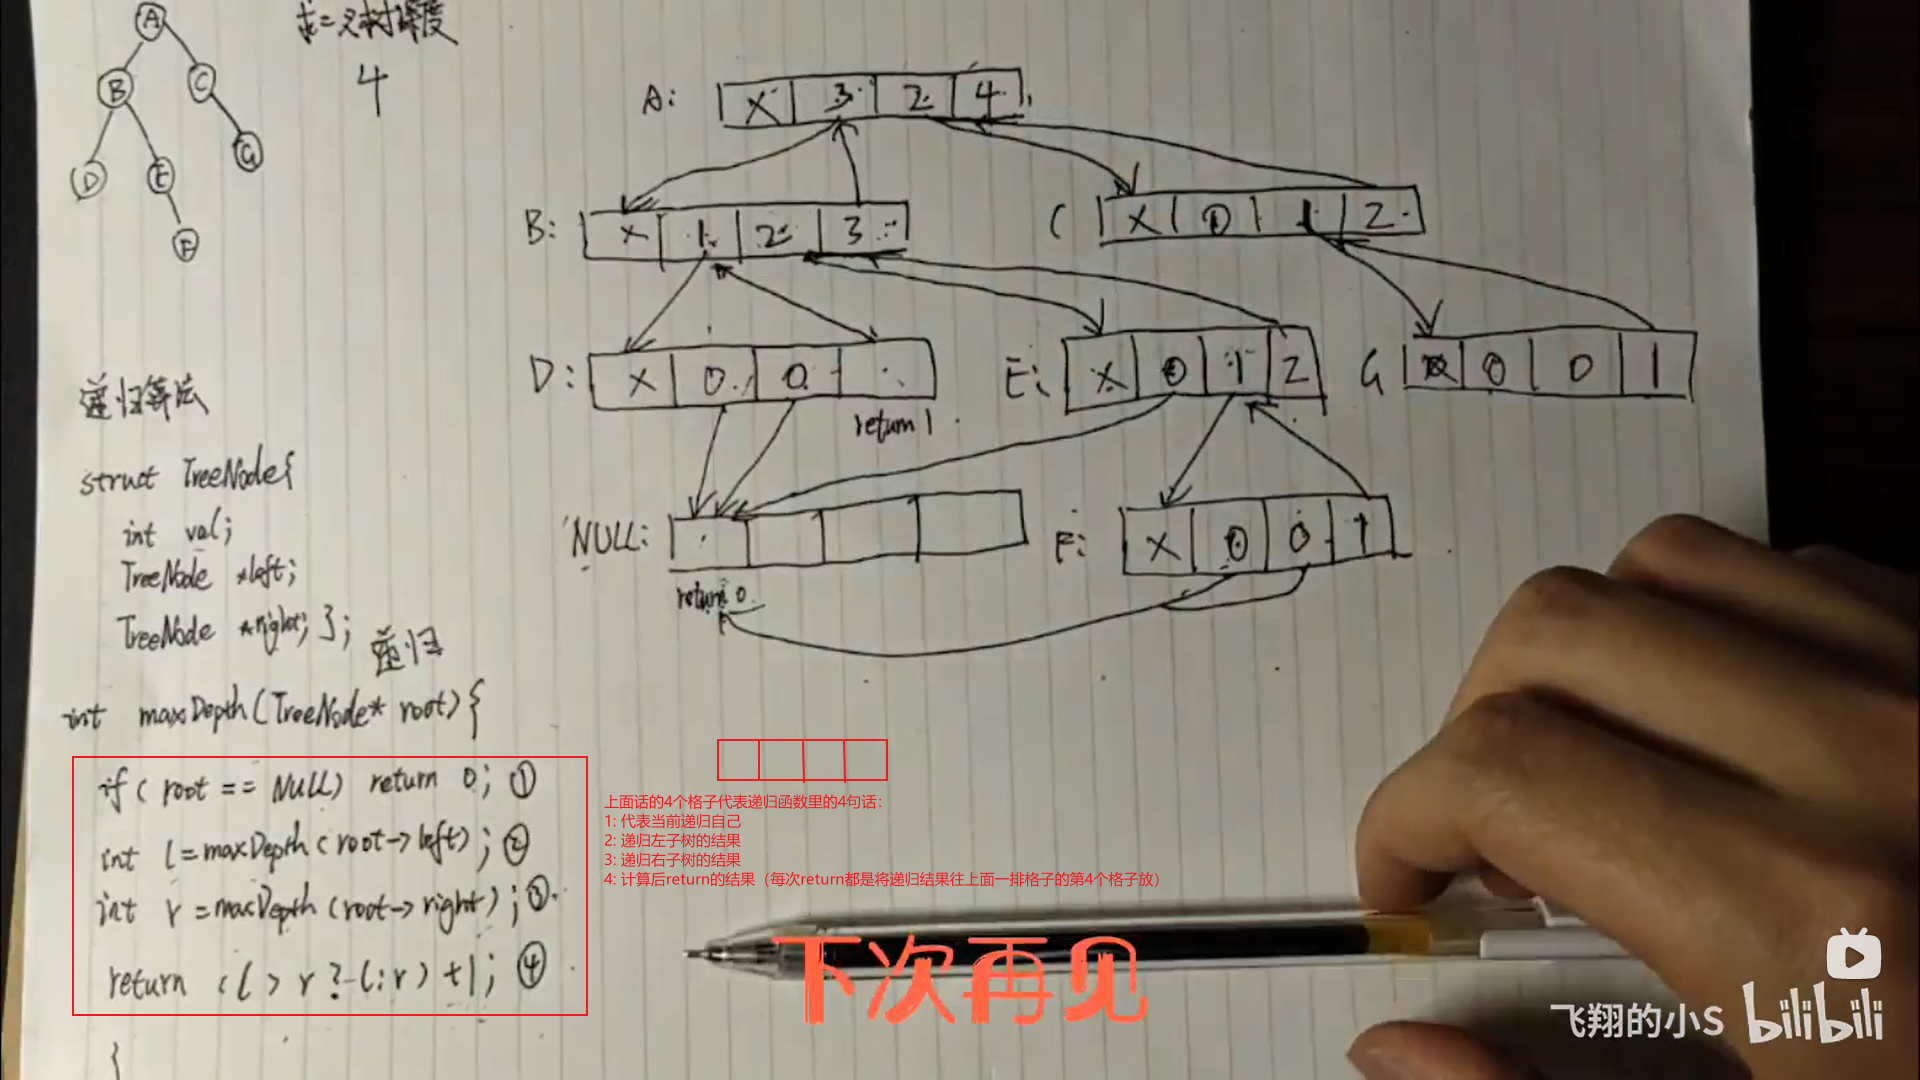 A
B
C
D
E
G
F
求二叉树深度
4
A: X 3 2 4
B: X 1 2 3
C X 0 1 2
D: X 0 0
return 1
E: X 0 1 2
G 0 0 1
NULL:
return 0
F: X 0 0 1
递归算法
struct TreeNode{
int val;
TreeNode *left;
TreeNode *right; };
递归
int maxDepth(TreeNode* root){
if( root == NULL) return 0; ①
int l=maxDepth(root->left); ②
int r=maxDepth(root->right); ③
return (l > r ? l:r) +1; ④
}
上面话的4个格子代表递归函数里的4句话：
1: 代表当前递归自己
2: 递归左子树的结果
3: 递归右子树的结果
4: 计算后return的结果（每次return都是将递归结果往上面一排格子的第4个格子放）
下次再见
飞翔的小S bilibili